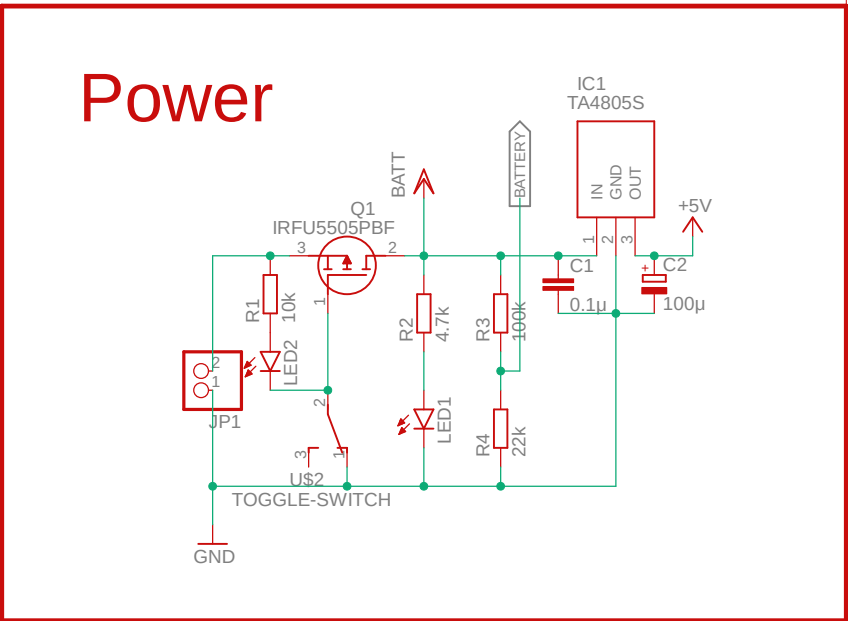 Power
IC1
TA4805S
IN
GND
OUT
1
2
3
+5V
BATT
BATTERY
Q1
IRFU5505PBF
3
2
1
C1
0.1µ
+
C2
100µ
R1
10k
R2
4.7k
R3
100k
LED2
2
1
JP1
2
3
1
U$2
TOGGLE-SWITCH
LED1
R4
22k
GND